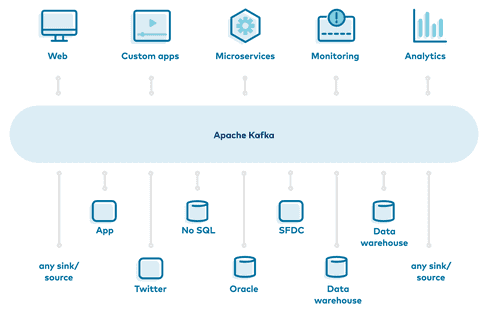 Web
Custom apps
Microservices
Monitoring
Analytics
Apache Kafka
App
No SQL
SFDC
Data
warehouse
any sink/
source
Twitter
Oracle
Data
warehouse
any sink/
source